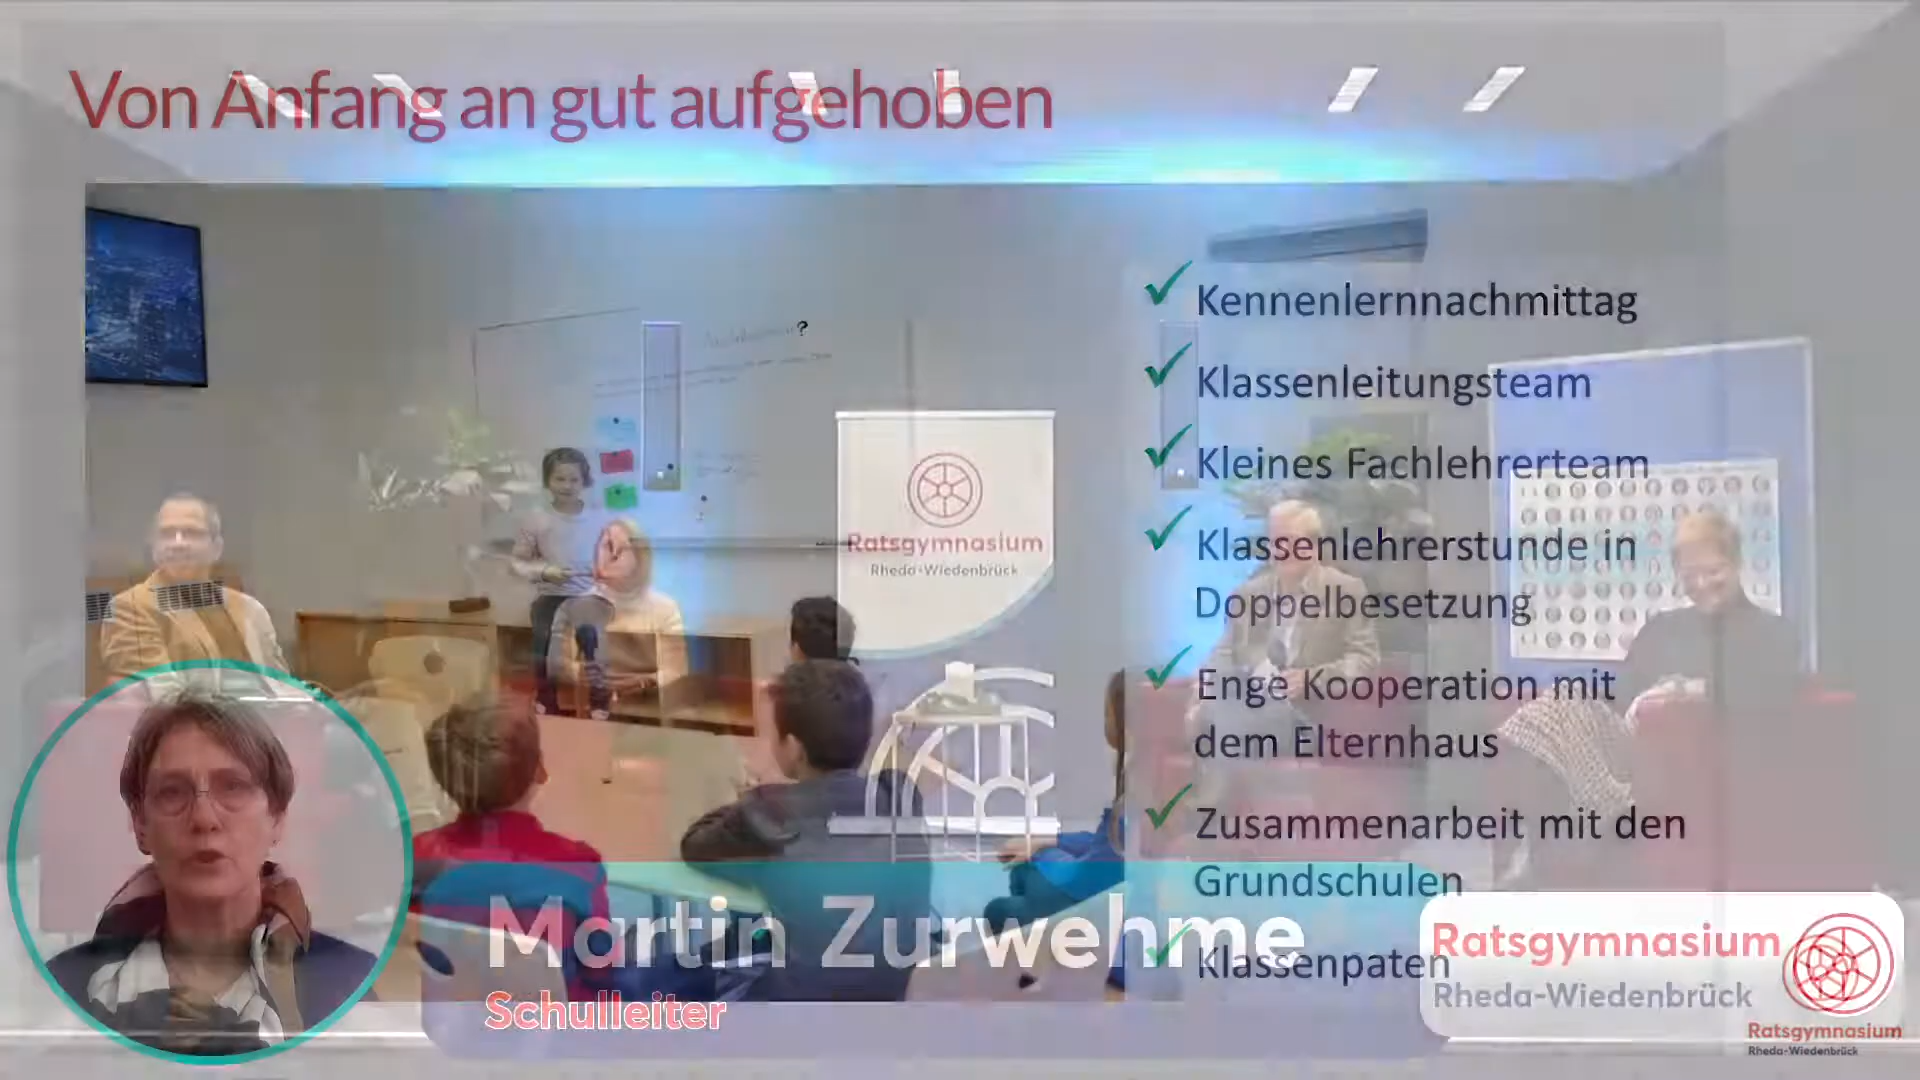 Von Anfang an gut aufgehoben
?
Kennenlernnachmittag
Klassenleitungsteam
Kleines Fachlehrerteam
Klassenlehrerstunde in
Doppelbesetzung
Enge Kooperation mit
dem Elternhaus
Zusammenarbeit mit den
Grundschulen
Klassenpaten
Ratsgymnasium
Rheda-Wiedenbrück
Martin Zurwehme
Schulleiter
Ratsgymnasium
Rheda-Wiedenbrück
Ratsgymnasium
Rheda-Wiedenbrück